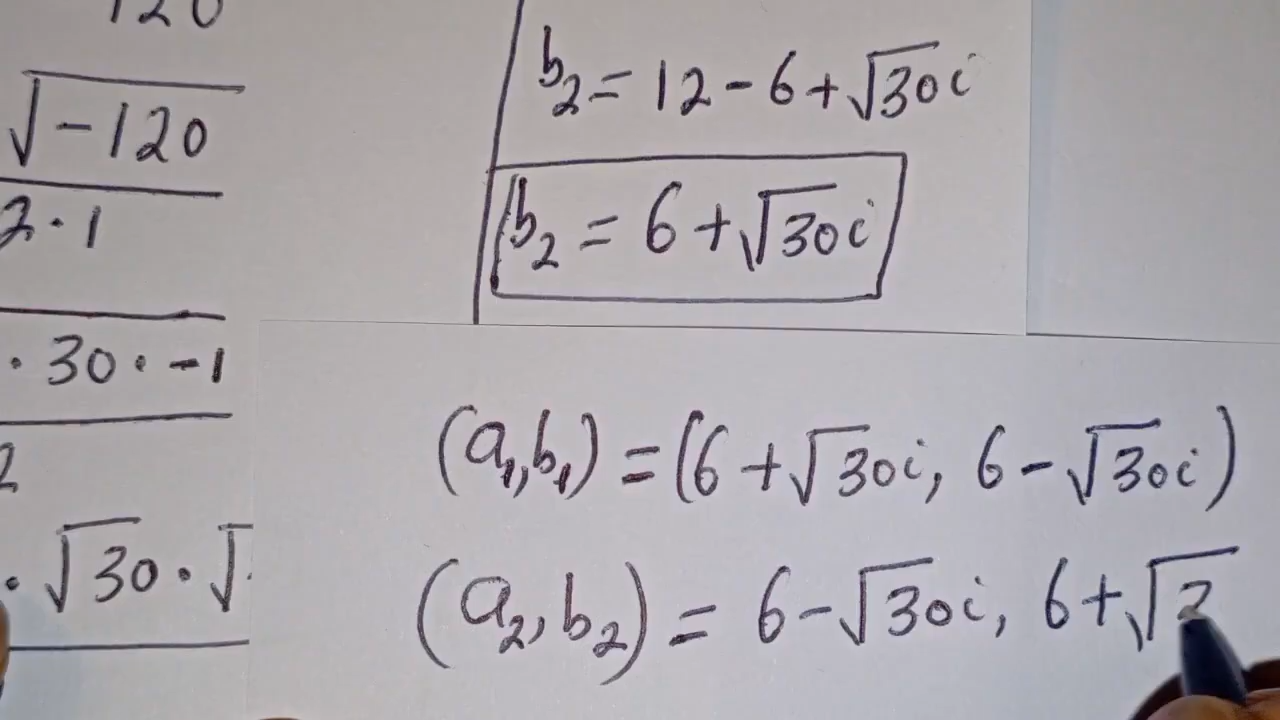 120
√-120
2·1
· 30 · -1
2
· √30 · √
b₂ = 12 - 6 + √30i
b₂ = 6 + √30i
(a₁, b₁) = (6 + √30i, 6 - √30i)
(a₂, b₂) = 6 - √30i, 6 + √3